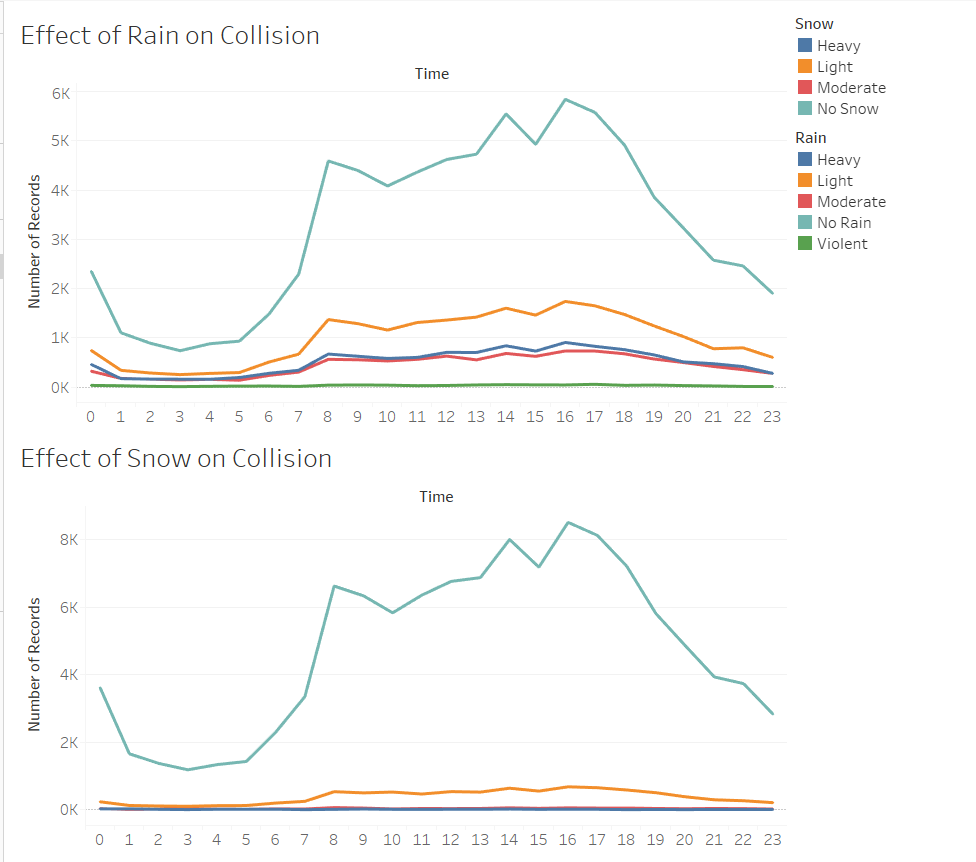 Effect of Rain on Collision
Time
Number of Records
6K
5K
4K
3K
2K
1K
0K
0 1 2 3 4 5 6 7 8 9 10 11 12 13 14 15 16 17 18 19 20 21 22 23
Effect of Snow on Collision
Time
Number of Records
8K
6K
4K
2K
0K
0 1 2 3 4 5 6 7 8 9 10 11 12 13 14 15 16 17 18 19 20 21 22 23
Snow
Heavy
Light
Moderate
No Snow
Rain
Heavy
Light
Moderate
No Rain
Violent